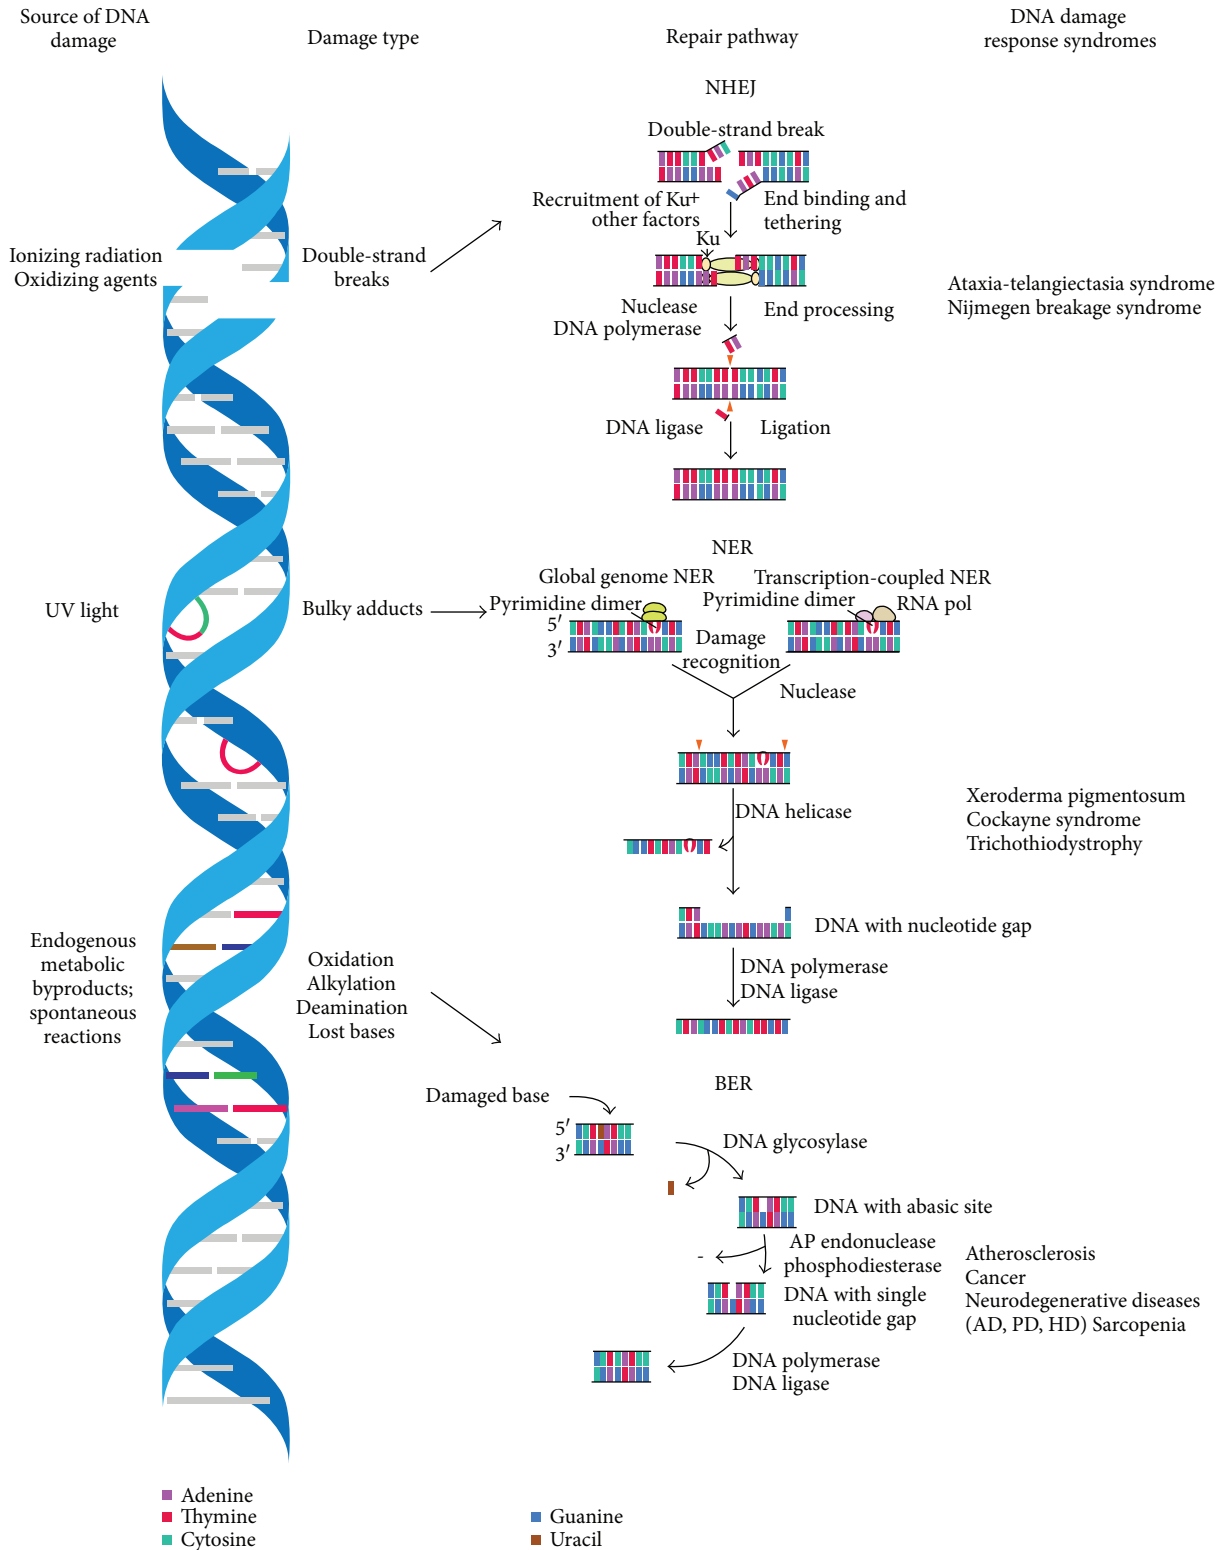 Source of DNA
damage
Damage type
Repair pathway
DNA damage
response syndromes
NHEJ
Double-strand break
Recruitment of Ku+
other factors
End binding and
tethering
Ku
Ionizing radiation
Oxidizing agents
Double-strand
breaks
Nuclease
DNA polymerase
End processing
Ataxia-telangiectasia syndrome
Nijmegen breakage syndrome
DNA ligase
Ligation
NER
Global genome NER
Transcription-coupled NER
Pyrimidine dimer
Pyrimidine dimer
RNA pol
5′
3′
UV light
Bulky adducts
Damage
recognition
Nuclease
DNA helicase
Xeroderma pigmentosum
Cockayne syndrome
Trichothiodystrophy
DNA with nucleotide gap
DNA polymerase
DNA ligase
Endogenous
metabolic
byproducts;
spontaneous
reactions
Oxidation
Alkylation
Deamination
Lost bases
BER
Damaged base
5′
3′
DNA glycosylase
DNA with abasic site
-
AP endonuclease
phosphodiesterase
DNA with single
nucleotide gap
Atherosclerosis
Cancer
Neurodegenerative diseases
(AD, PD, HD) Sarcopenia
DNA polymerase
DNA ligase
Adenine
Thymine
Cytosine
Guanine
Uracil